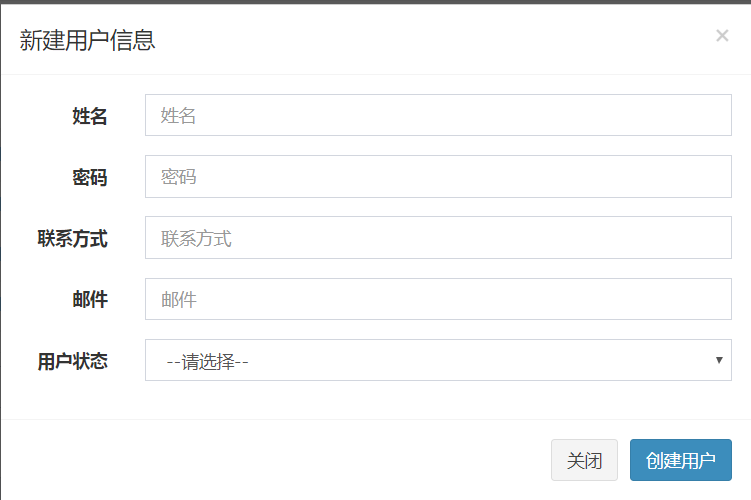 新建用户信息 ×
姓名 姓名
密码 密码
联系方式 联系方式
邮件 邮件
用户状态 --请选择--
关闭 创建用户